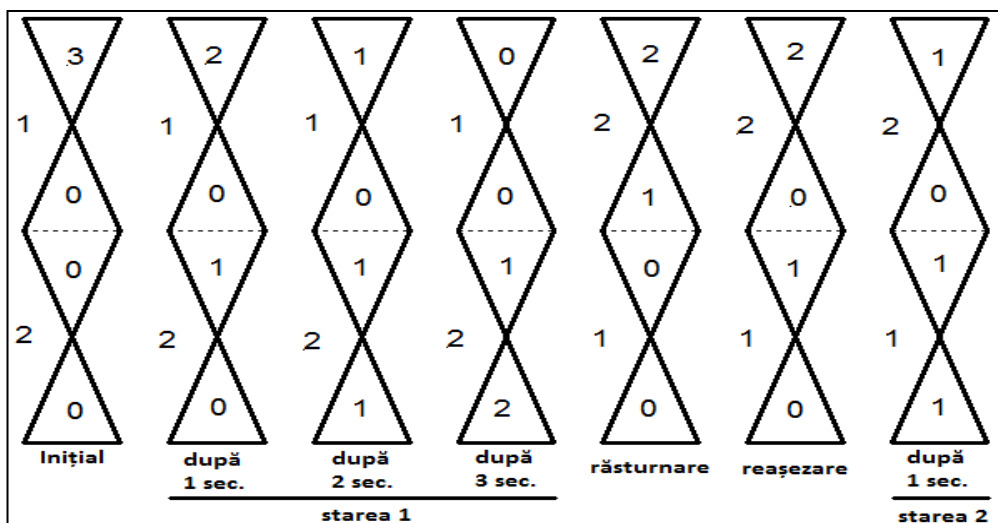 3 2 1 0 2 2 1
1 1 1 1 2 2 2
0 0 0 0 1 0 0
0 1 1 1 0 1 1
2 2 2 2 1 1 1
0 0 1 2 0 0 1
Inițial după după după răsturnare reașezare după
1 sec. 2 sec. 3 sec. 1 sec.
starea 1 starea 2